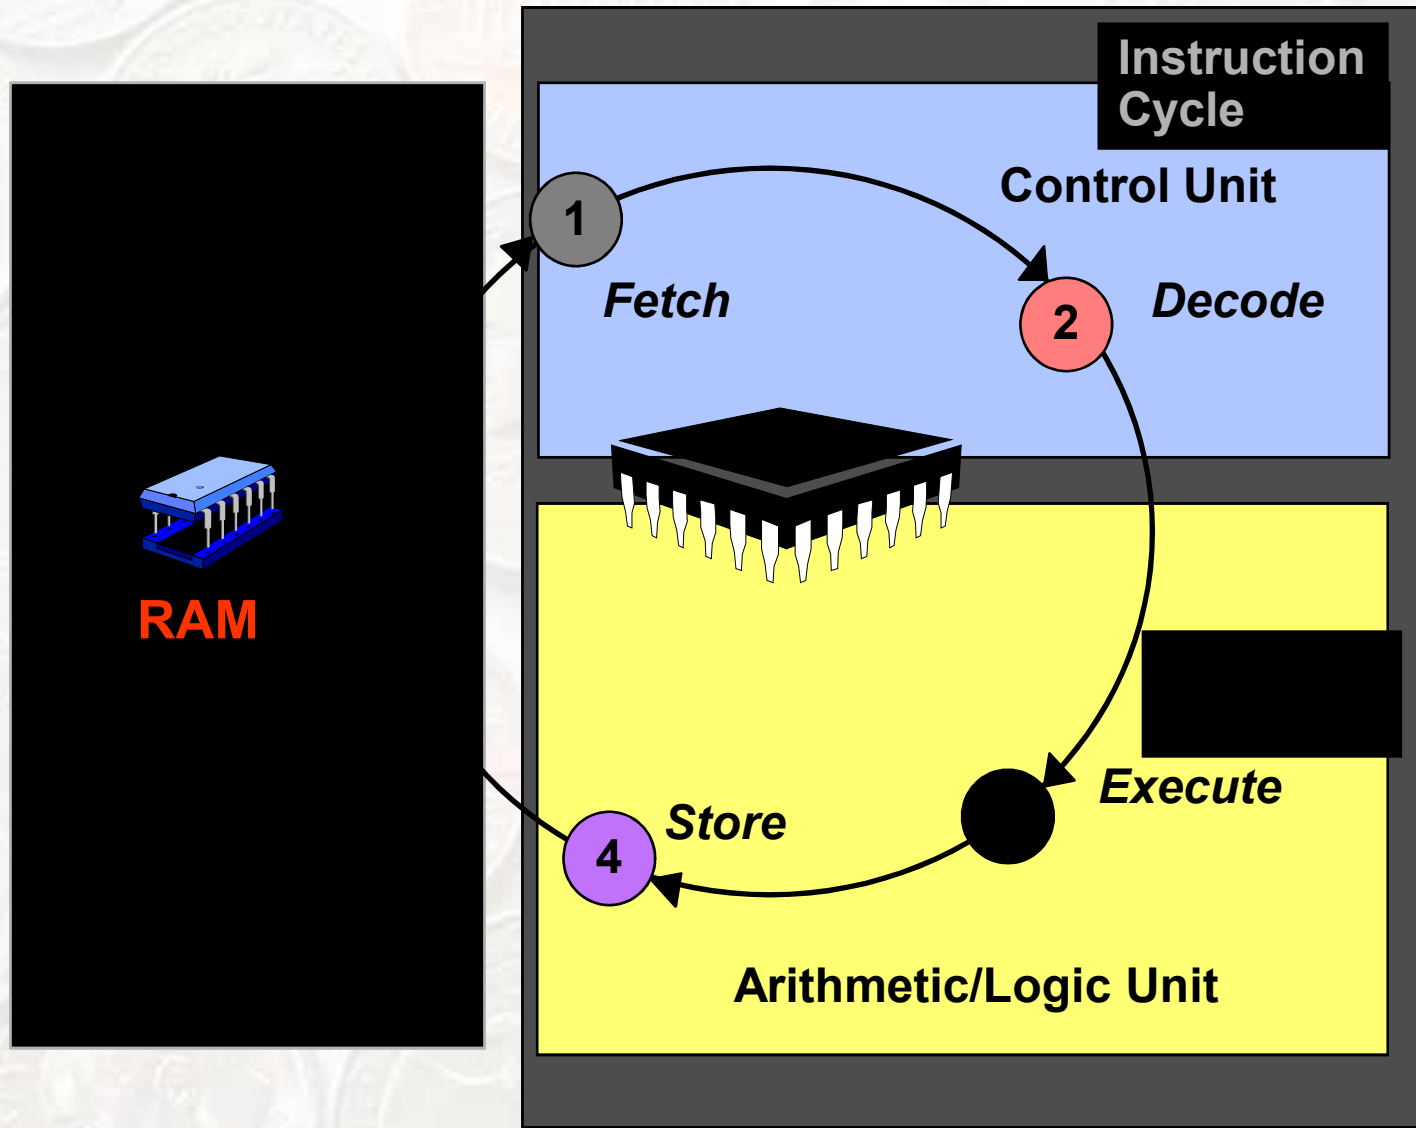 Instruction
Cycle
Control Unit
1
Fetch
2
Decode
RAM
Execute
Store
4
Arithmetic/Logic Unit